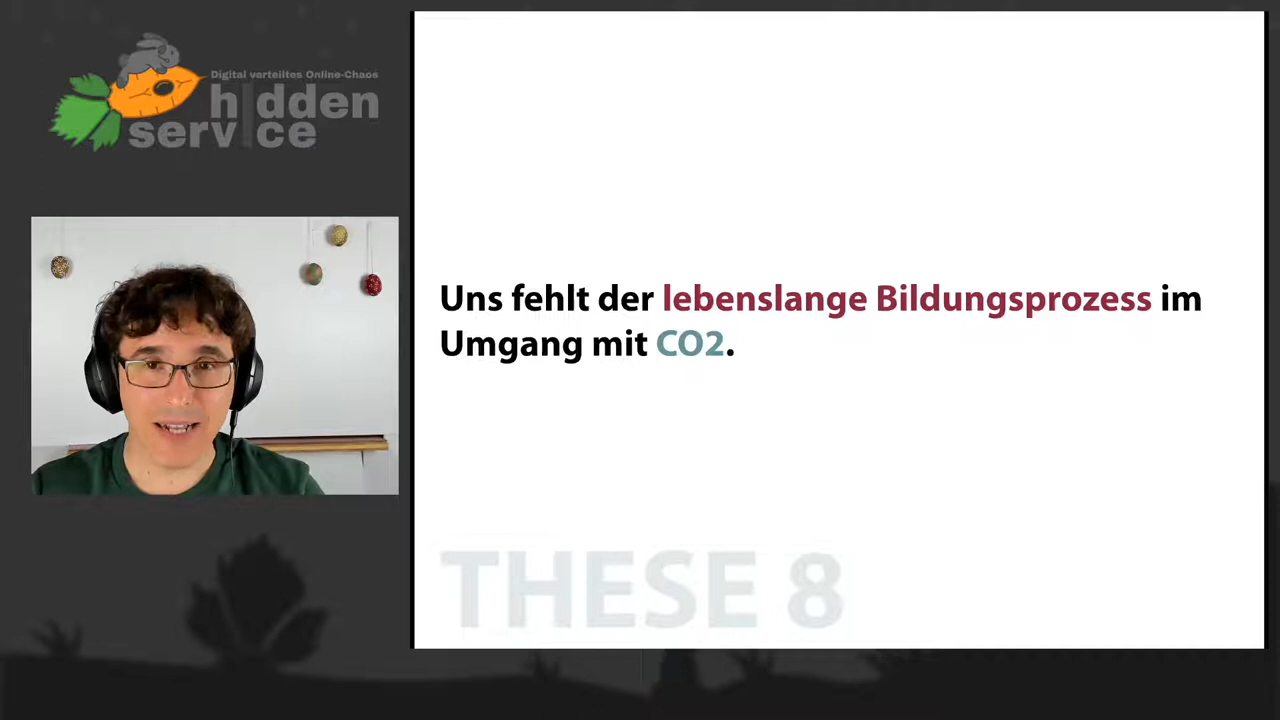 Digital verteiltes Online-Chaos
hidden
service
Uns fehlt der lebenslange Bildungsprozess im
Umgang mit CO2.
THESE 8